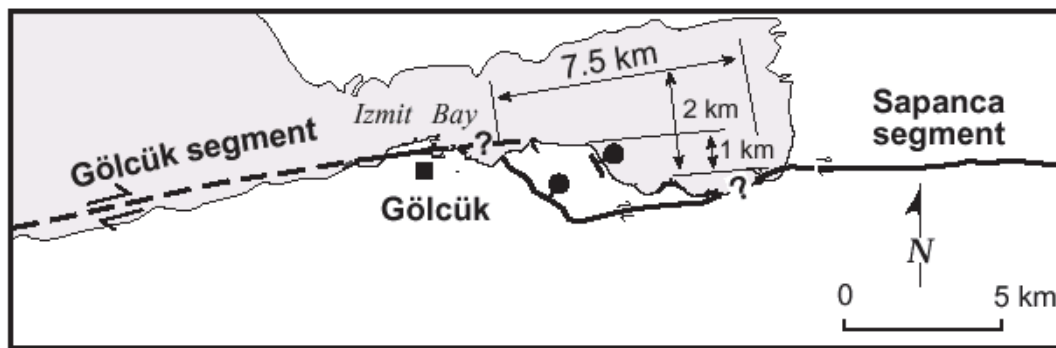 7.5 km
Izmit Bay
2 km
Sapanca
segment
Gölcük segment
?
1 km
?
Gölcük
N
0 5 km